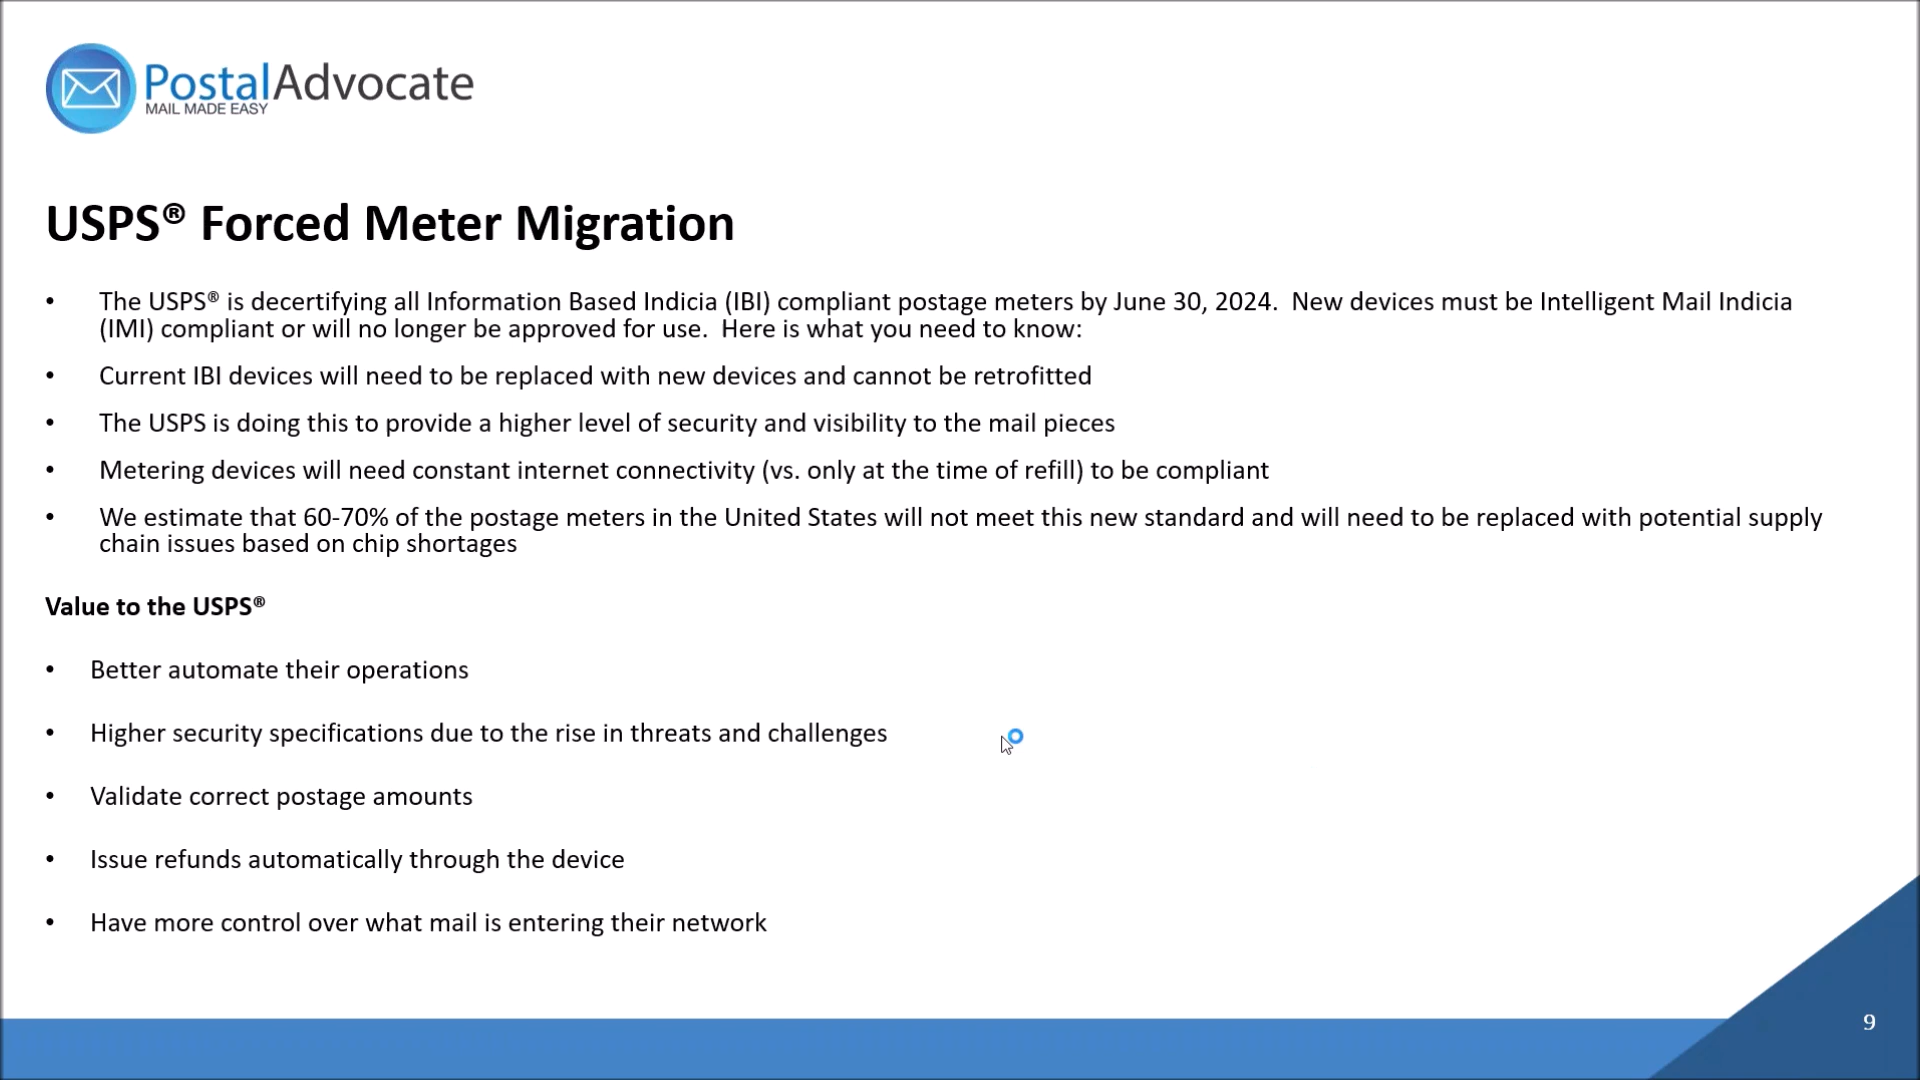 PostalAdvocate
MAIL MADE EASY
USPS® Forced Meter Migration
• The USPS® is decertifying all Information Based Indicia (IBI) compliant postage meters by June 30, 2024.  New devices must be Intelligent Mail Indicia
(IMI) compliant or will no longer be approved for use.  Here is what you need to know:
• Current IBI devices will need to be replaced with new devices and cannot be retrofitted
• The USPS is doing this to provide a higher level of security and visibility to the mail pieces
• Metering devices will need constant internet connectivity (vs. only at the time of refill) to be compliant
• We estimate that 60-70% of the postage meters in the United States will not meet this new standard and will need to be replaced with potential supply
chain issues based on chip shortages
Value to the USPS®
• Better automate their operations
• Higher security specifications due to the rise in threats and challenges
• Validate correct postage amounts
• Issue refunds automatically through the device
• Have more control over what mail is entering their network
9